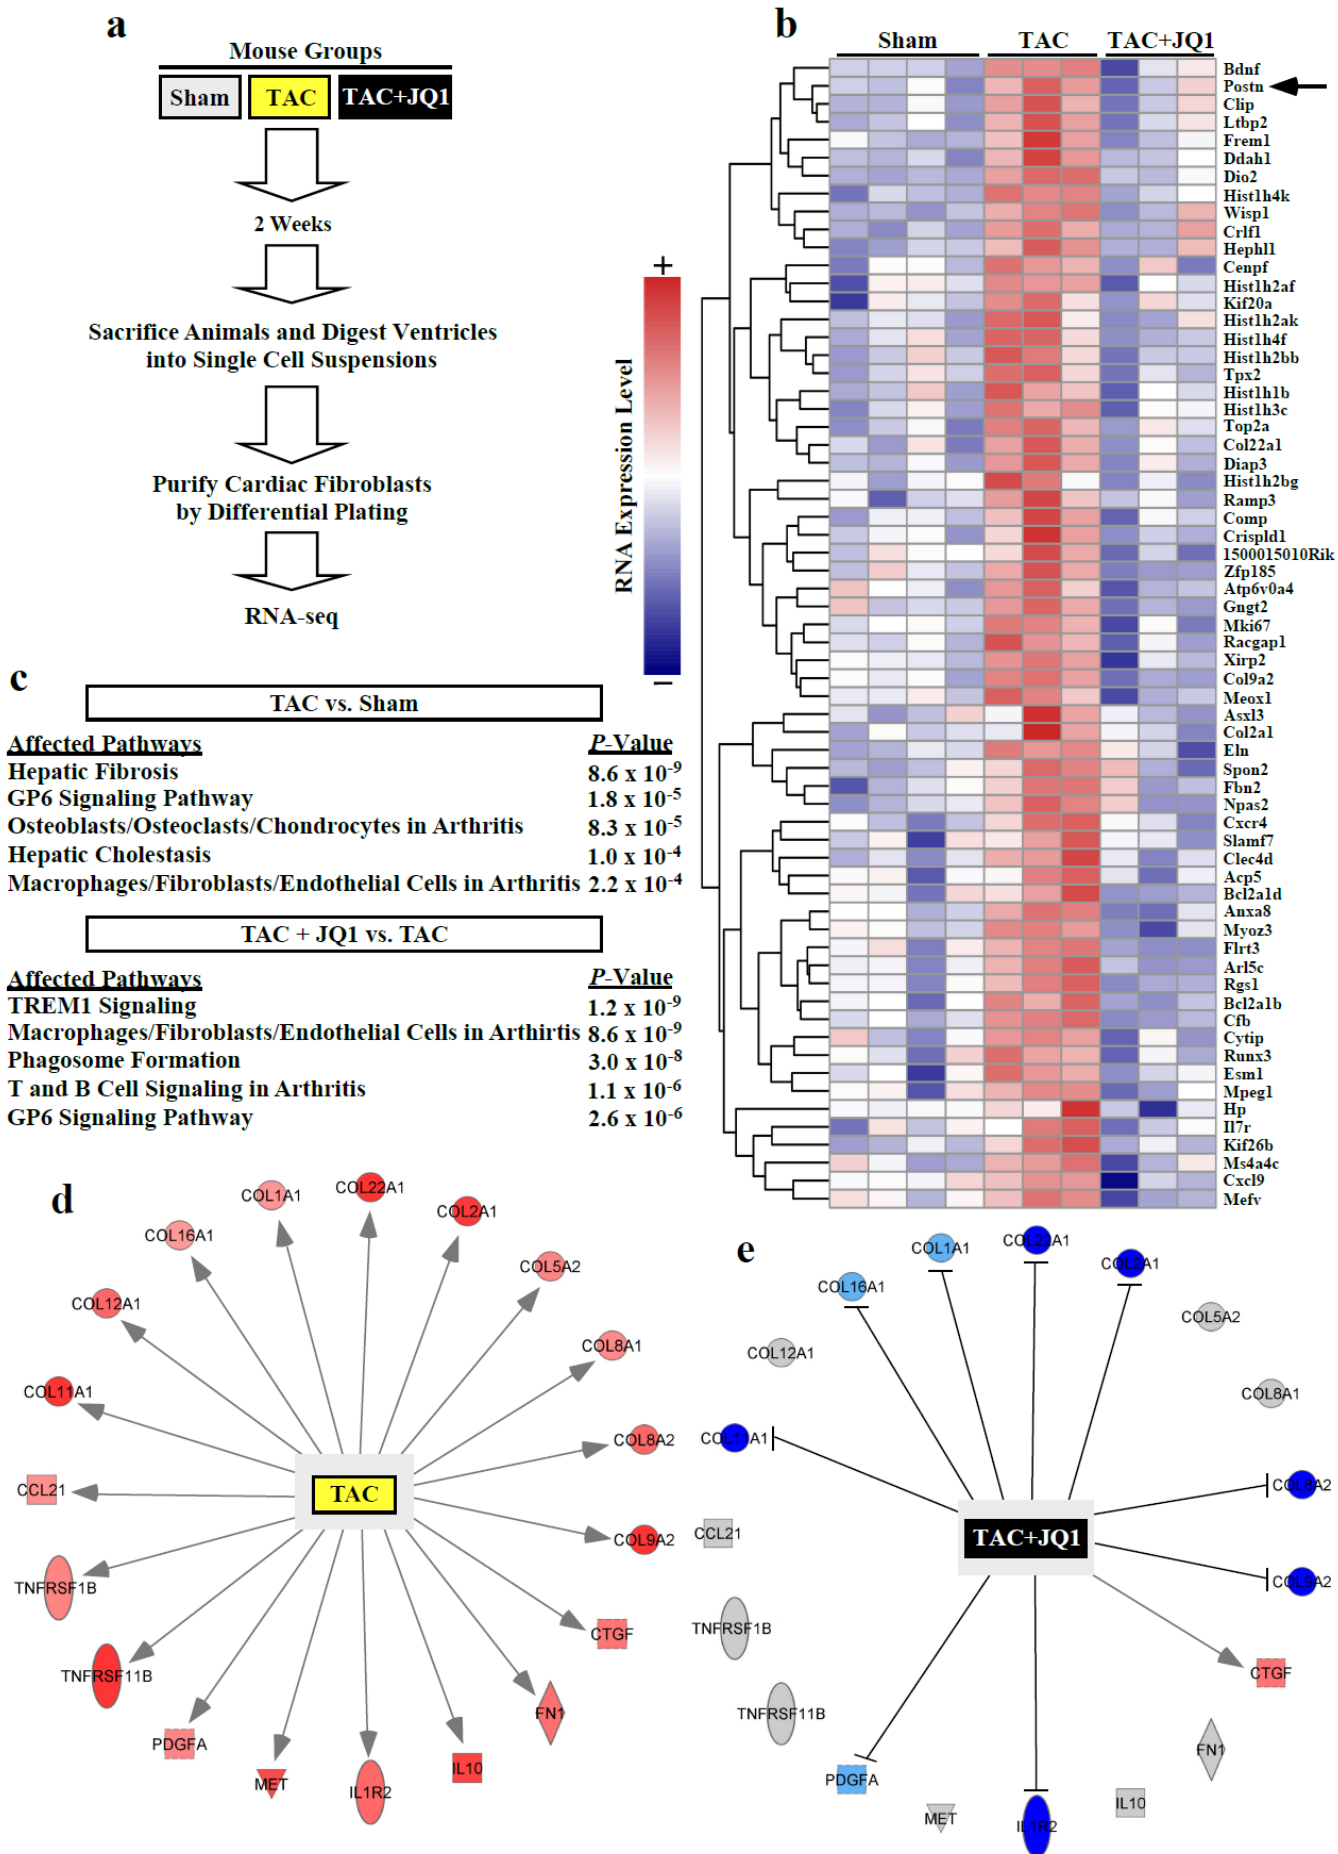 a
Mouse Groups
Sham
TAC
TAC+JQ1
2 Weeks
Sacrifice Animals and Digest Ventricles
into Single Cell Suspensions
Purify Cardiac Fibroblasts
by Differential Plating
RNA-seq
b
Sham
TAC
TAC+JQ1
+
RNA Expression Level
−
Bdnf
Postn
Clip
Ltbp2
Frem1
Ddah1
Dio2
Hist1h4k
Wisp1
Crlf1
Hephl1
Cenpf
Hist1h2af
Kif20a
Hist1h2ak
Hist1h4f
Hist1h2bb
Tpx2
Hist1h1b
Hist1h3c
Top2a
Col22a1
Diap3
Hist1h2bg
Ramp3
Comp
Crispld1
1500015010Rik
Zfp185
Atp6v0a4
Gngt2
Mki67
Racgap1
Xirp2
Col9a2
Meox1
Asxl3
Col2a1
Eln
Spon2
Fbn2
Npas2
Cxcr4
Slamf7
Clec4d
Acp5
Bcl2a1d
Anxa8
Myoz3
Flrt3
Arl5c
Rgs1
Bcl2a1b
Cfb
Cytip
Runx3
Esm1
Mpeg1
Hp
Il7r
Kif26b
Ms4a4c
Cxcl9
Mefv
c
TAC vs. Sham
Affected Pathways P-Value
Hepatic Fibrosis 8.6 x 10-9
GP6 Signaling Pathway 1.8 x 10-5
Osteoblasts/Osteoclasts/Chondrocytes in Arthritis 8.3 x 10-5
Hepatic Cholestasis 1.0 x 10-4
Macrophages/Fibroblasts/Endothelial Cells in Arthritis 2.2 x 10-4
TAC + JQ1 vs. TAC
Affected Pathways P-Value
TREM1 Signaling 1.2 x 10-9
Macrophages/Fibroblasts/Endothelial Cells in Arthirtis 8.6 x 10-9
Phagosome Formation 3.0 x 10-8
T and B Cell Signaling in Arthritis 1.1 x 10-6
GP6 Signaling Pathway 2.6 x 10-6
d
COL22A1
COL1A1
COL2A1
COL16A1
COL5A2
COL12A1
COL8A1
COL11A1
COL8A2
CCL21
TAC
COL9A2
TNFRSF1B
CTGF
TNFRSF11B
FN1
PDGFA
MET
IL1R2
IL10
e
COL1A1
COL22A1
COL2A1
COL16A1
COL5A2
COL12A1
COL8A1
COL11A1
COL8A2
CCL21
TAC+JQ1
COL9A2
TNFRSF1B
CTGF
TNFRSF11B
FN1
PDGFA
IL10
MET
IL1R2